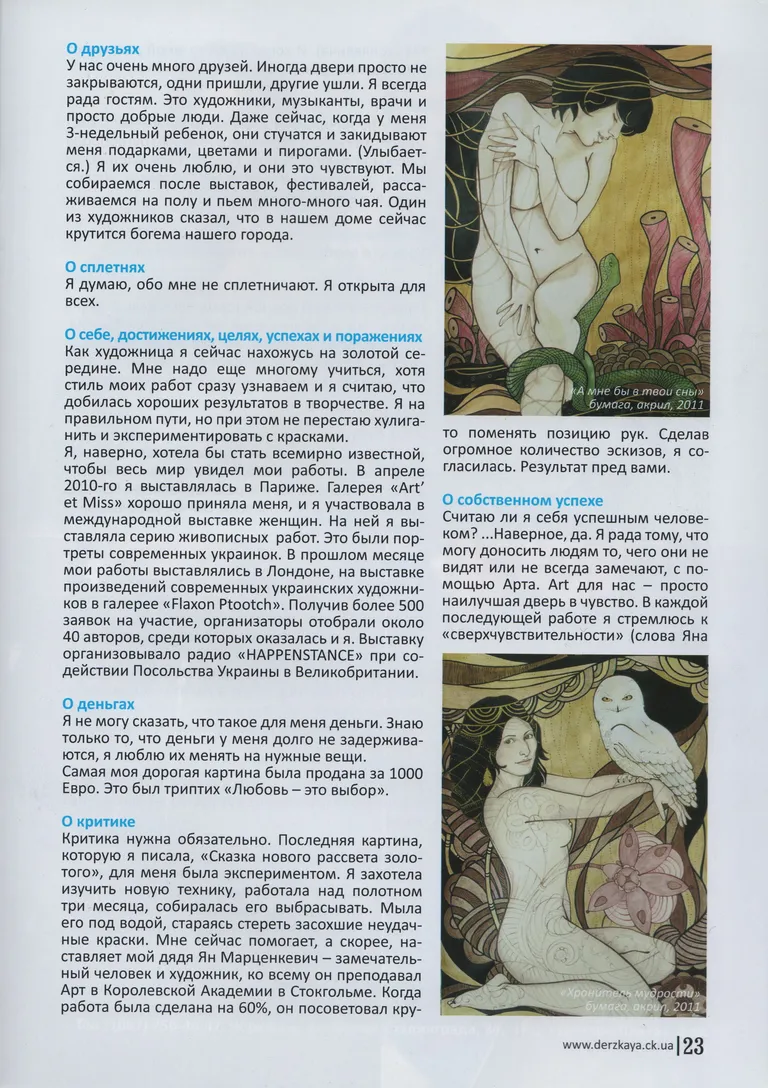 О друзьях
У нас очень много друзей. Иногда двери просто не
закрываются, одни пришли, другие ушли. Я всегда
рада гостям. Это художники, музыканты, врачи и
просто добрые люди. Даже сейчас, когда у меня
3-недельный ребенок, они стучатся и закидывают
меня подарками, цветами и пирогами. (Улыбает-
ся.) Я их очень люблю, и они это чувствуют. Мы
собираемся после выставок, фестивалей, расса-
живаемся на полу и пьем много-много чая. Один
из художников сказал, что в нашем доме сейчас
крутится богема нашего города.
О сплетнях
Я думаю, обо мне не сплетничают. Я открыта для
всех.
О себе, достижениях, целях, успехах и поражениях
Как художница я сейчас нахожусь на золотой се-
редине. Мне надо еще многому учиться, хотя
стиль моих работ сразу узнаваем и я считаю, что
добилась хороших результатов в творчестве. Я на
правильном пути, но при этом не перестаю хулига-
нить и экспериментировать с красками.
Я, наверно, хотела бы стать всемирно известной,
чтобы весь мир увидел мои работы. В апреле
2010-го я выставлялась в Париже. Галерея «Art'
et Miss» хорошо приняла меня, и я участвовала в
международной выставке женщин. На ней я вы-
ставляла серию живописных работ. Это были пор-
треты современных украинок. В прошлом месяце
мои работы выставлялись в Лондоне, на выставке
произведений современных украинских художни-
ков в галерее «Flaxon Ptootch». Получив более 500
заявок на участие, организаторы отобрали около
40 авторов, среди которых оказалась и я. Выставку
организовывало радио «HAPPENSTANCE» при со-
действии Посольства Украины в Великобритании.
О деньгах
Я не могу сказать, что такое для меня деньги. Знаю
только то, что деньги у меня долго не задержива-
ются, я люблю их менять на нужные вещи.
Самая моя дорогая картина была продана за 1000
Евро. Это был триптих «Любовь – это выбор».
О критике
Критика нужна обязательно. Последняя картина,
которую я писала, «Сказка нового рассвета золо-
того», для меня была экспериментом. Я захотела
изучить новую технику, работала над полотном
три месяца, собиралась его выбрасывать. Мыла
его под водой, стараясь стереть засохшие неудач-
ные краски. Мне сейчас помогает, а скорее, на-
ставляет мой дядя Ян Марценкевич – замечатель-
ный человек и художник, ко всему он преподавал
Арт в Королевской Академии в Стокгольме. Когда
работа была сделана на 60%, он посоветовал кру-
«А мне бы в твои сны»
бумага, акрил, 2011
то поменять позицию рук. Сделав
огромное количество эскизов, я со-
гласилась. Результат пред вами.
О собственном успехе
Считаю ли я себя успешным челове-
ком? ...Наверное, да. Я рада тому, что
могу доносить людям то, чего они не
видят или не всегда замечают, с по-
мощью Арта. Art для нас – просто
наилучшая дверь в чувство. В каждой
последующей работе я стремлюсь к
«сверхчувствительности» (слова Яна
«Хронитель мудрости»
бумага, акрил, 2011
www.derzkaya.ck.ua | 23